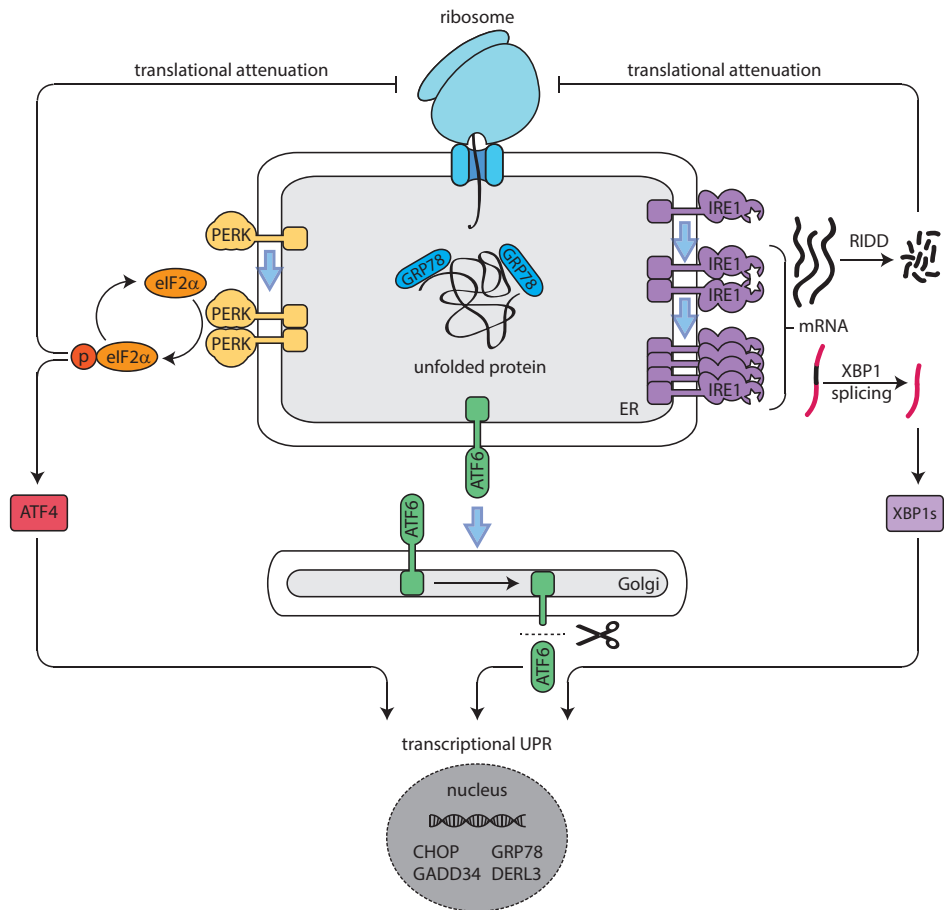 ribosome
translational attenuation
translational attenuation
PERK
IRE1
GRP78
GRP78
RIDD
eIF2α
IRE1
IRE1
PERK
PERK
mRNA
p
eIF2α
unfolded protein
XBP1
splicing
IRE1
ER
ATF6
ATF4
ATF6
XBP1s
Golgi
ATF6
transcriptional UPR
nucleus
CHOP GRP78
GADD34 DERL3